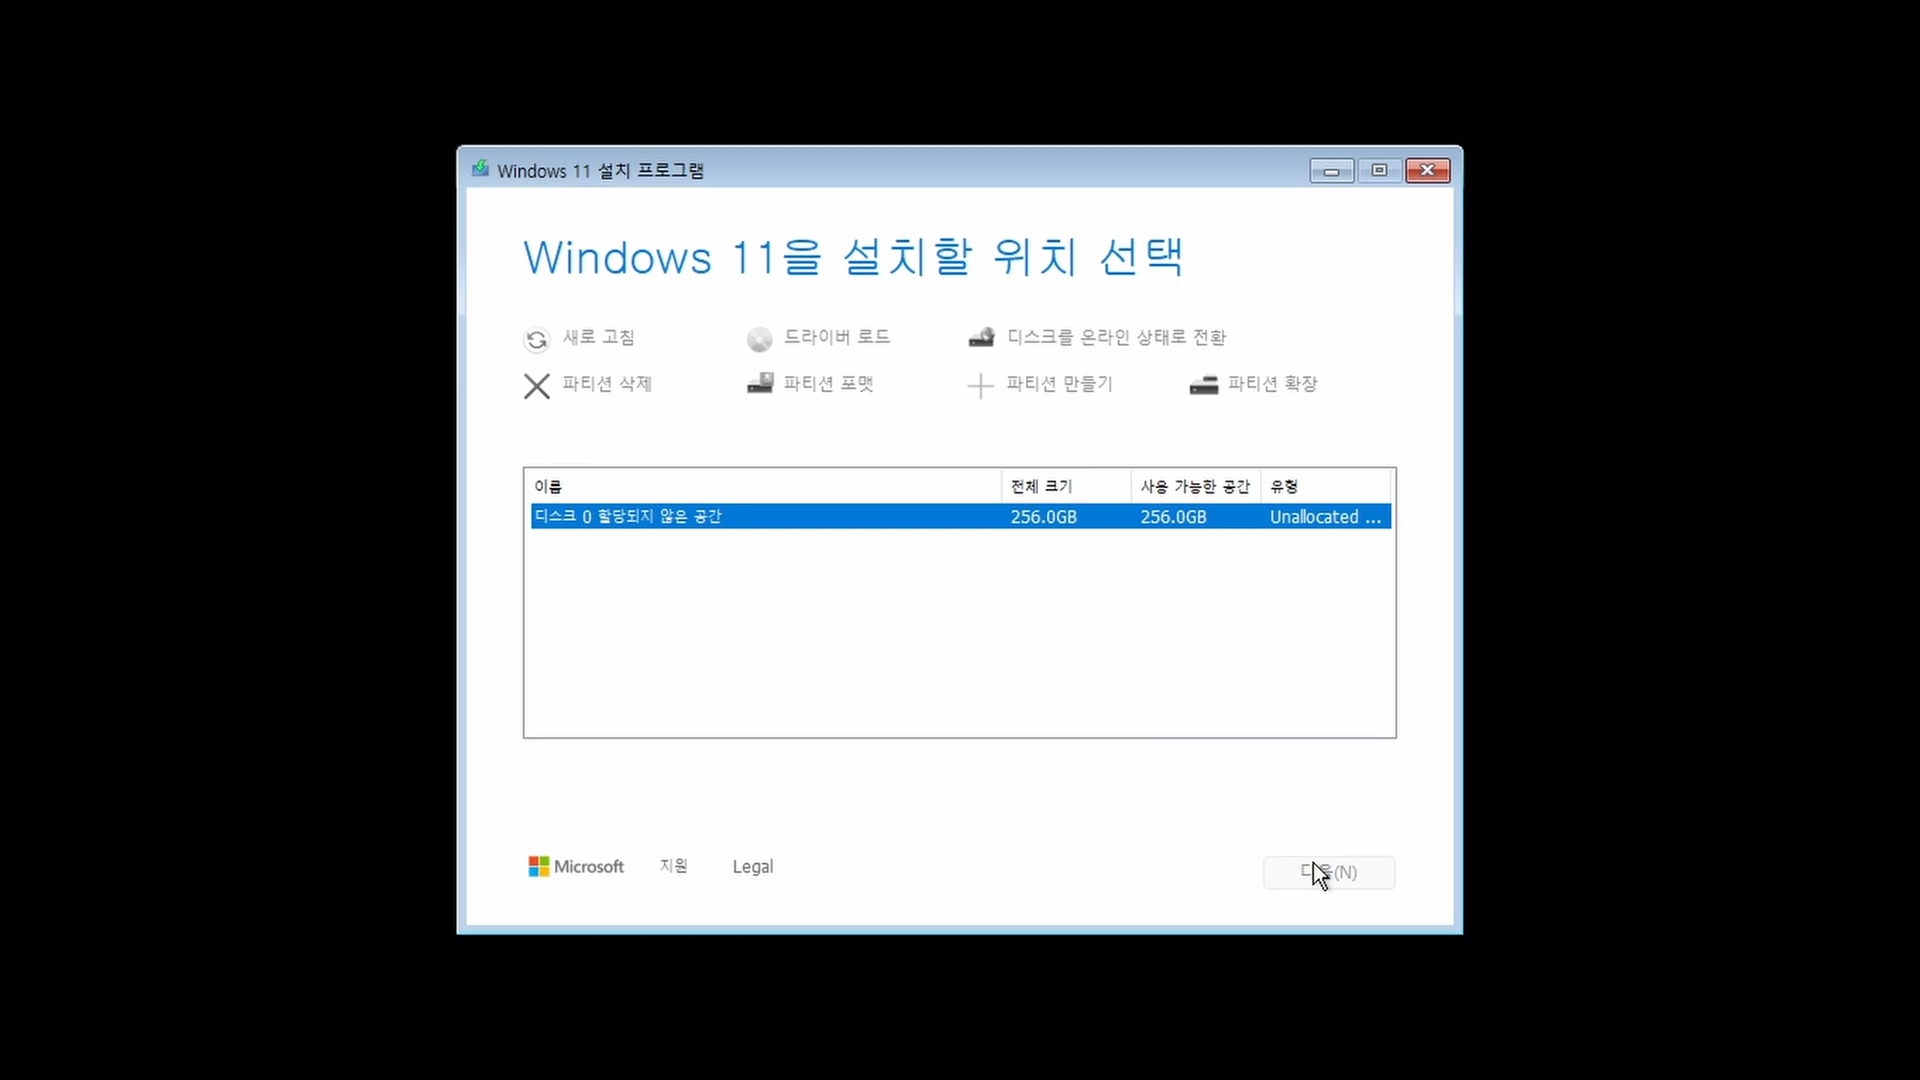 Windows 11 설치 프로그램
Windows 11을 설치할 위치 선택
새로 고침
드라이버 로드
디스크를 온라인 상태로 전환
파티션 삭제
파티션 포맷
파티션 만들기
파티션 확장
이름 전체 크기 사용 가능한 공간 유형
디스크 0 할당되지 않은 공간 256.0GB 256.0GB Unallocated ...
Microsoft 지원 Legal
다음(N)